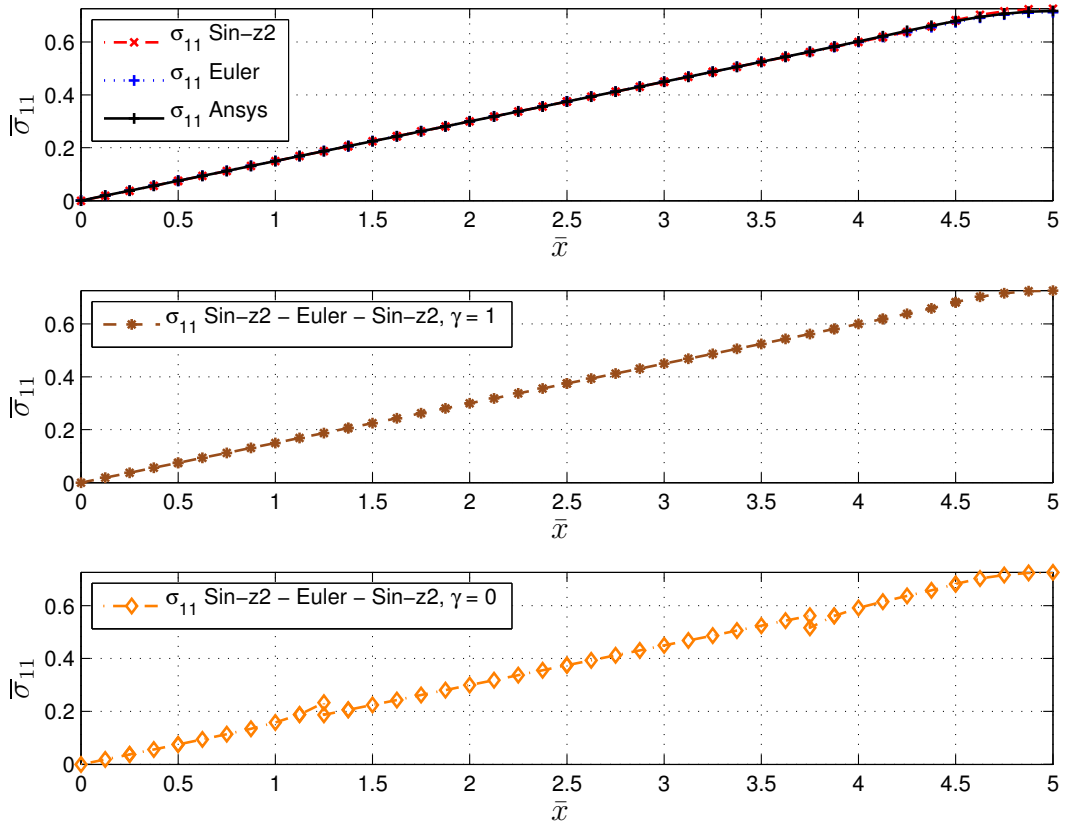 0.6
0.4
0.2
0
σ̅11
σ11 Sin−z2
σ11 Euler
σ11 Ansys
0 0.5 1 1.5 2 2.5 3 3.5 4 4.5 5
x̄
0.6
0.4
0.2
0
σ̅11
σ11 Sin−z2 − Euler − Sin−z2, γ = 1
0 0.5 1 1.5 2 2.5 3 3.5 4 4.5 5
x̄
0.6
0.4
0.2
0
σ̅11
σ11 Sin−z2 − Euler − Sin−z2, γ = 0
0 0.5 1 1.5 2 2.5 3 3.5 4 4.5 5
x̄